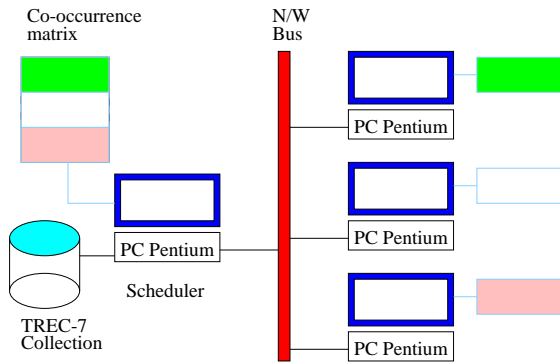 Co-occurrence
matrix
N/W
Bus
PC Pentium
PC Pentium
PC Pentium
Scheduler
TREC-7
Collection
PC Pentium